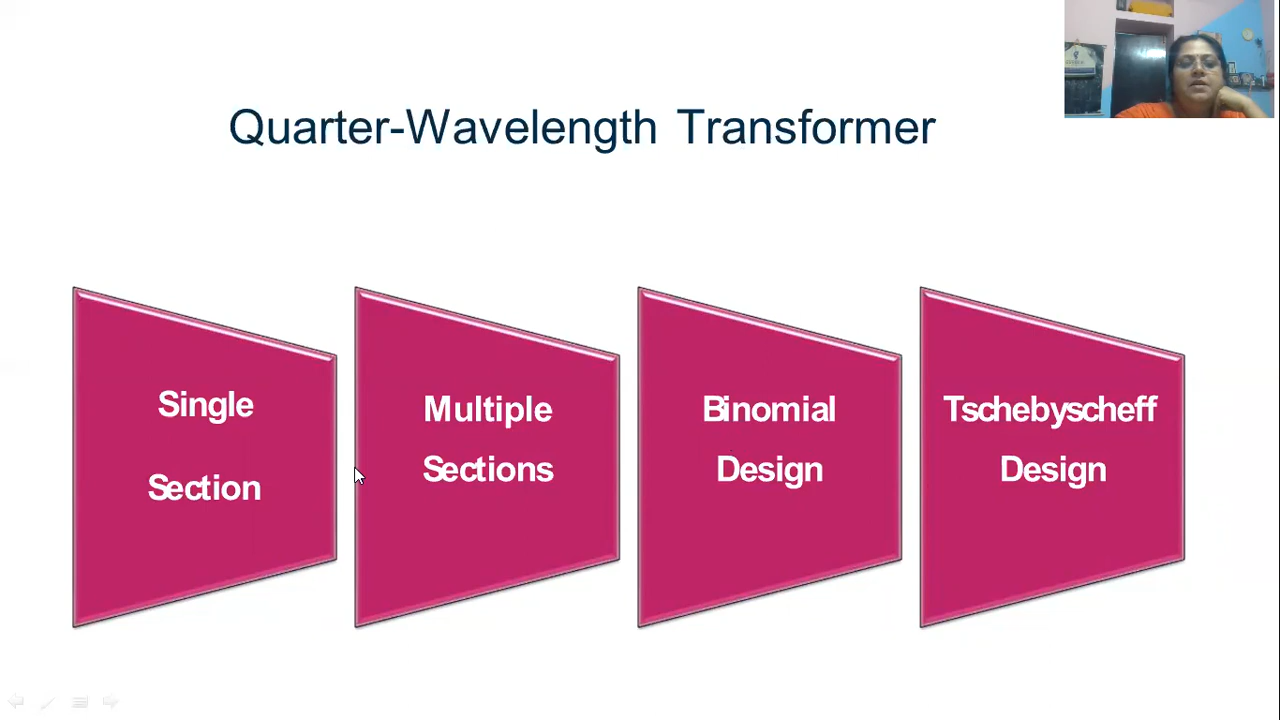 Quarter-Wavelength Transformer
Single
Section
Multiple
Sections
Binomial
Design
Tschebyscheff
Design